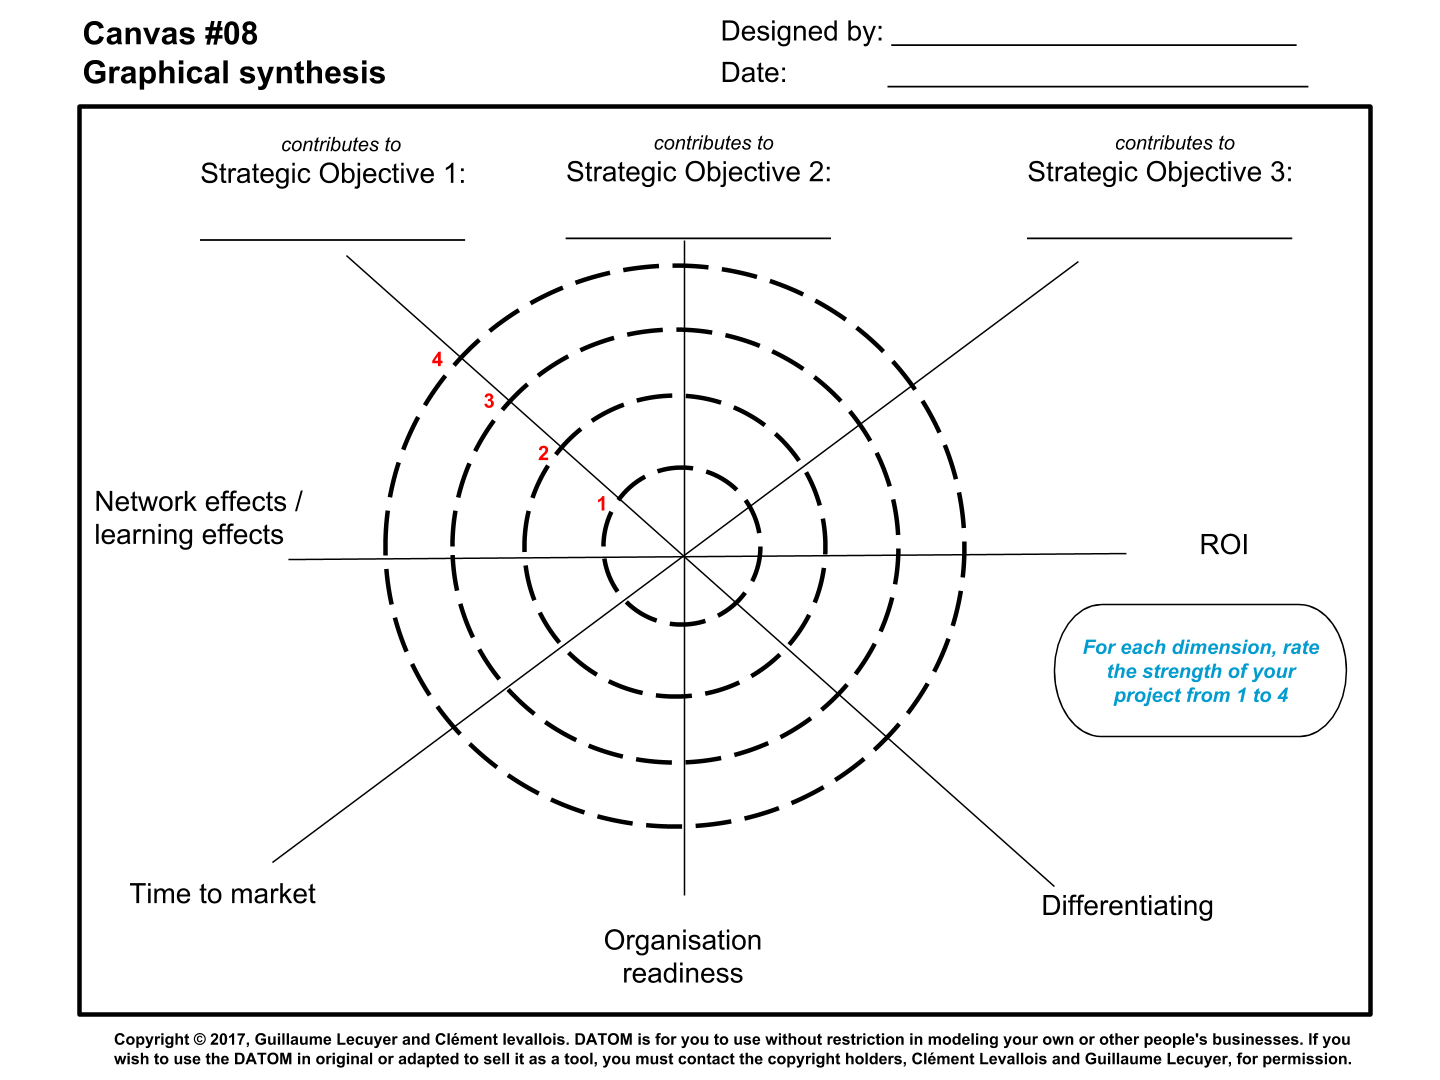 Canvas #08
Graphical synthesis
Designed by:
Date:
contributes to
Strategic Objective 1:
contributes to
Strategic Objective 2:
contributes to
Strategic Objective 3:
4
3
2
1
Network effects /
learning effects
ROI
For each dimension, rate
the strength of your
project from 1 to 4
Time to market
Differentiating
Organisation
readiness
Copyright © 2017, Guillaume Lecuyer and Clément levallois. DATOM is for you to use without restriction in modeling your own or other people's businesses. If you
wish to use the DATOM in original or adapted to sell it as a tool, you must contact the copyright holders, Clément Levallois and Guillaume Lecuyer, for permission.